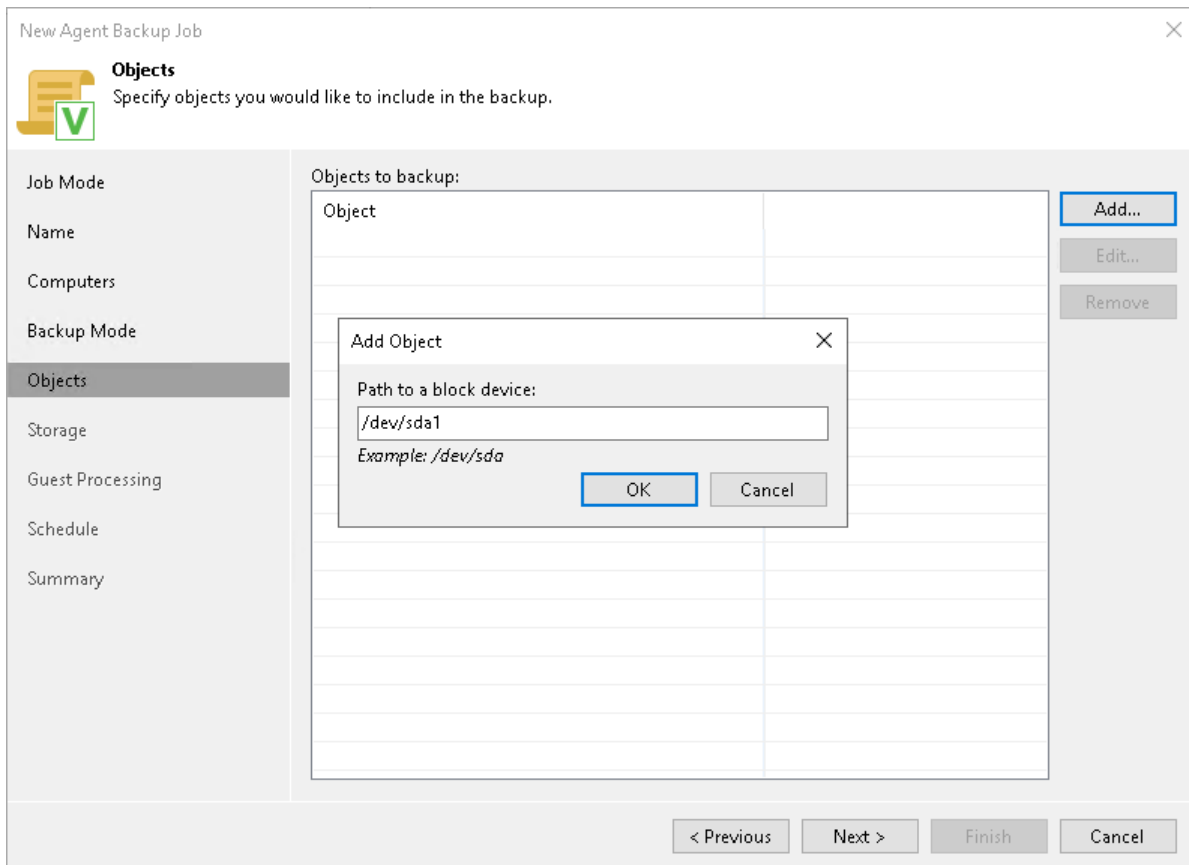 New Agent Backup Job
Objects
Specify objects you would like to include in the backup.
V
Job Mode
Name
Computers
Backup Mode
Objects
Storage
Guest Processing
Schedule
Summary
Objects to backup:
Object
Add...
Edit...
Remove
Add Object
Path to a block device:
/dev/sda1
Example: /dev/sda
OK Cancel
< Previous Next > Finish Cancel